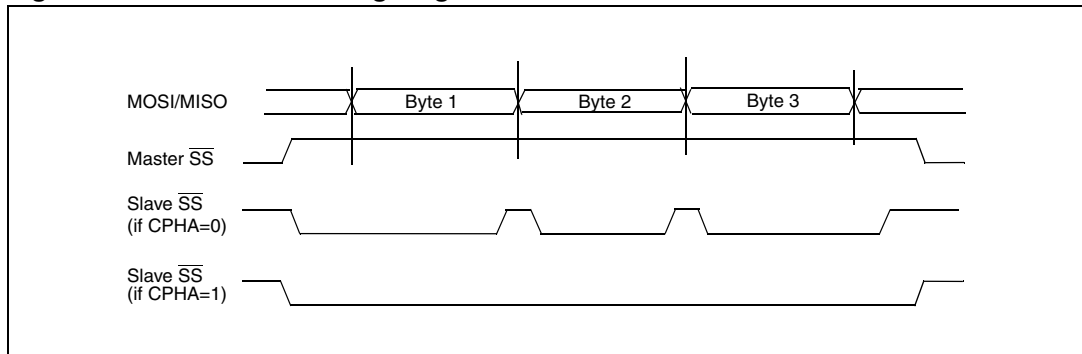 MOSI/MISO
Byte 1
Byte 2
Byte 3
Master SS
Slave SS
(if CPHA=0)
Slave SS
(if CPHA=1)